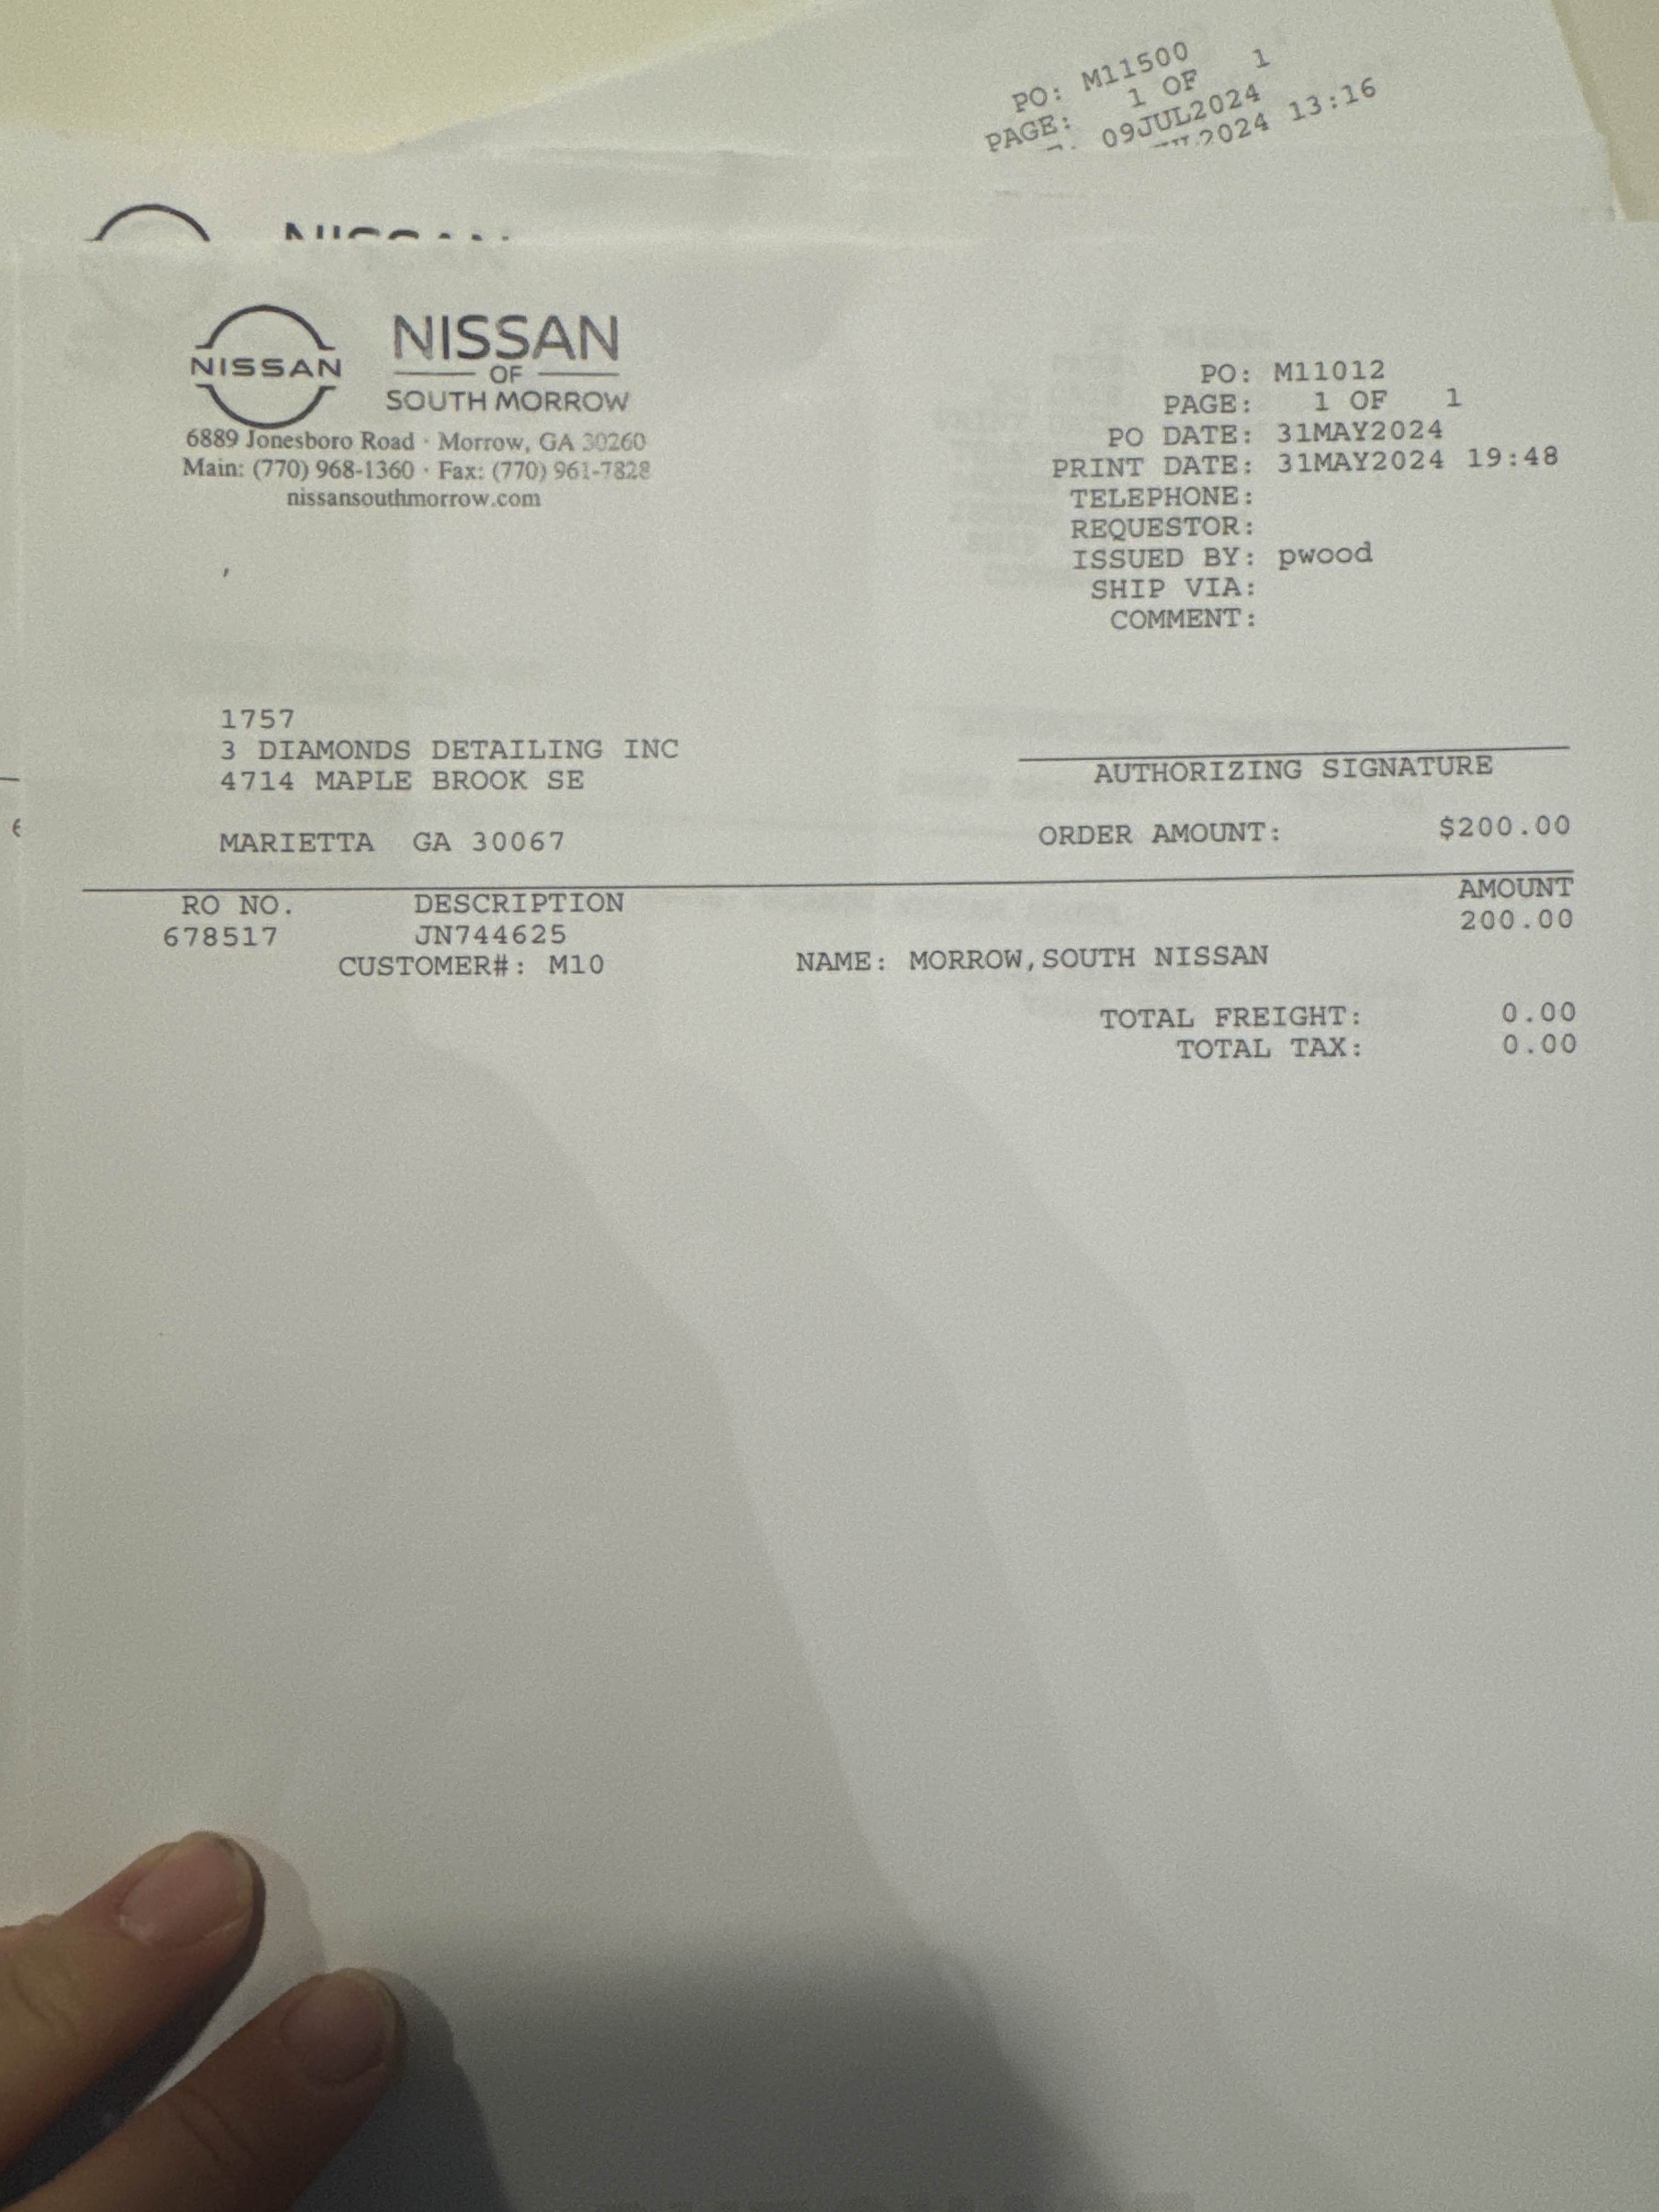 PO: M11500
PAGE: 1 OF 1
09JUL2024
2024 13:16
NISSAN
NISSAN
NISSAN
OF
SOUTH MORROW
6889 Jonesboro Road · Morrow, GA 30260
Main: (770) 968-1360 · Fax: (770) 961-7828
nissansouthmorrow.com
PO: M11012
PAGE: 1 OF 1
PO DATE: 31MAY2024
PRINT DATE: 31MAY2024 19:48
TELEPHONE:
REQUESTOR:
ISSUED BY: pwood
SHIP VIA:
COMMENT:
,
1757
3 DIAMONDS DETAILING INC
4714 MAPLE BROOK SE
MARIETTA GA 30067
AUTHORIZING SIGNATURE
ORDER AMOUNT: $200.00
RO NO. DESCRIPTION AMOUNT
678517 JN744625 200.00
CUSTOMER#: M10 NAME: MORROW,SOUTH NISSAN
TOTAL FREIGHT: 0.00
TOTAL TAX: 0.00